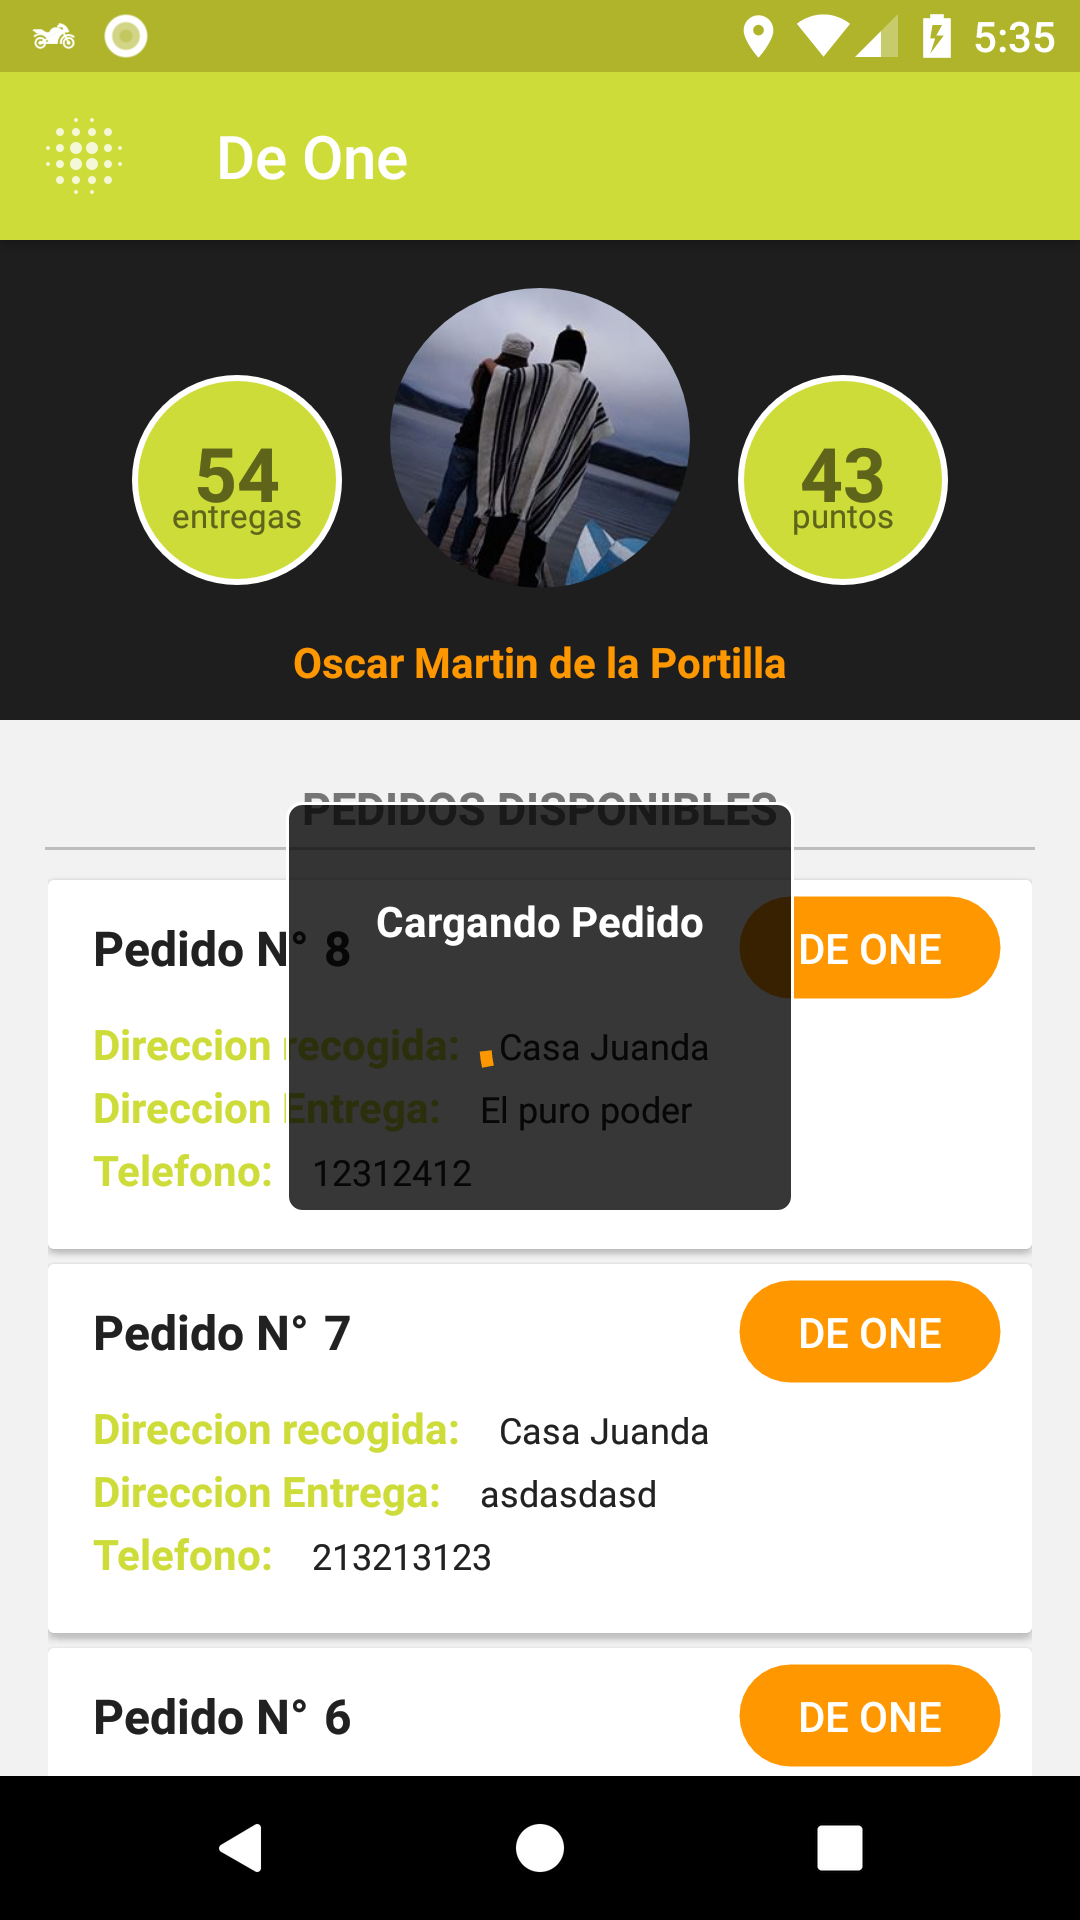 5:35
De One
54
entregas
43
puntos
Oscar Martin de la Portilla
PEDIDOS DISPONIBLES
Cargando Pedido
Pedido N° 8
DE ONE
Direccion recogida: Casa Juanda
Direccion Entrega: El puro poder
Telefono: 12312412
Pedido N° 7
DE ONE
Direccion recogida: Casa Juanda
Direccion Entrega: asdasdasd
Telefono: 213213123
Pedido N° 6
DE ONE